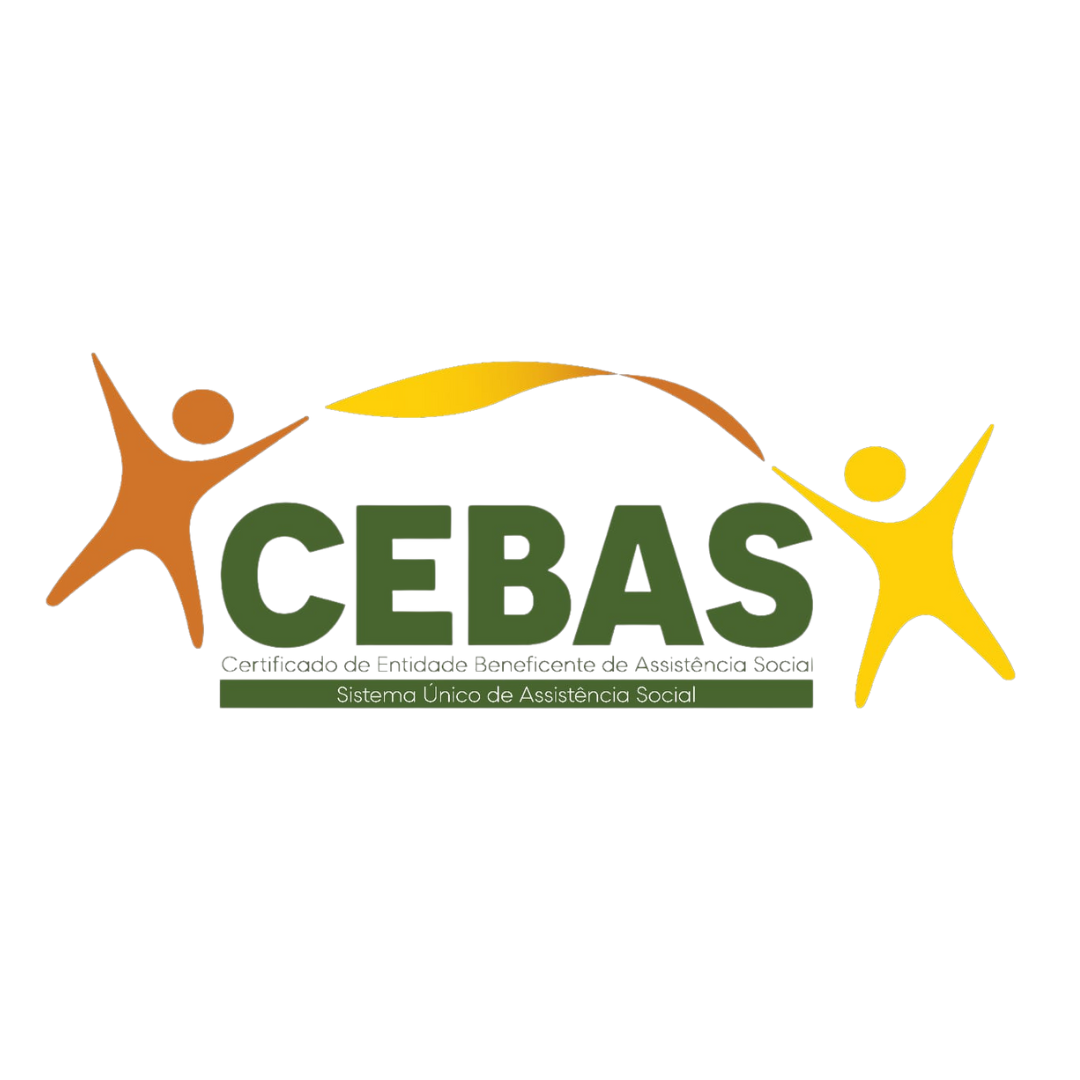 CEBAS
Certificado de Entidade Beneficente de Assistência Social
Sistema Único de Assistência Social